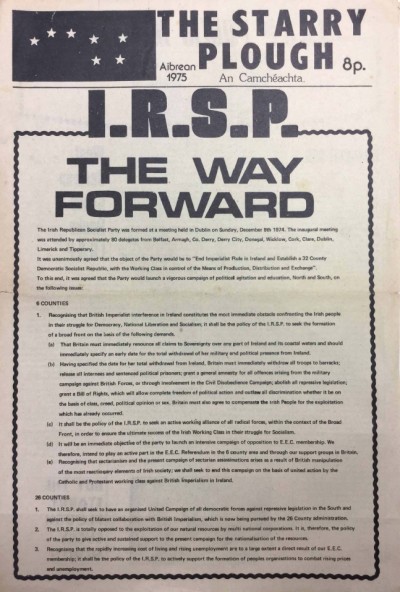 THE STARRY
PLOUGH
Aibrean
1975
An Camchéachta
8p.
I.R.S.P.
THE WAY
FORWARD
The Irish Republican Socialist Party was formed at a meeting held in Dublin on Sunday, December 8th 1974. The inaugural meeting
was attended by approximately 80 delegates from Belfast, Armagh, Co. Derry, Derry City, Donegal, Wicklow, Cork, Clare, Dublin,
Limerick and Tipperary.
It was unanimously agreed that the object of the Party would be to "End Imperialist Rule in Ireland and Establish a 32 County
Democratic Socialist Republic, with the Working Class in control of the Means of Production, Distribution and Exchange".
To this end, it was agreed that the Party would launch a vigorous campaign of political agitation and education, North and South, on
the following issues:
6 COUNTIES
1. Recognising that British Imperialist interference in Ireland constitutes the most immediate obstacle confronting the Irish people
in their struggle for Democracy, National Liberation and Socialism; it shall be the policy of the I.R.S.P. to seek the formation
of a broad front on the basis of the following demands.
(a) That Britain must immediately resource all claims to Sovereignty over any part of Ireland and its coastal waters and should
immediately specify an early date for the total withdrawal of her military and political presence from Ireland.
(b) Having specified the date for her total withdrawal from Ireland, Britain must immediately withdraw all troops to barracks;
release all internees and sentenced political prisoners; grant a general amnesty for all offences arising from the military
campaign against British Forces, or through involvement in the Civil Disobedience Campaign; abolish all repressive legislation;
grant a Bill of Rights, which will allow complete freedom of political action and outlaw all discrimination whether it be on
the basis of class, creed, political opinion or sex. Britain must also agree to compensate the Irish People for the exploitation
which has already occurred.
(c) It shall be the policy of the I.R.S.P. to seek an active working alliance of all radical forces, within the context of the Broad
Front, in order to ensure the ultimate success of the Irish Working Class in their struggle for Socialism.
(d) It will be an immediate objective of the party to launch an intensive campaign of opposition to E.E.C. membership. We
therefore, intend to play an active part in the E.E.C. Referendum in the 6 county area and through our support groups in Britain.
(e) Recognising that sectarianism and the present campaign of sectarian assassinations arises as a result of British manipulation
of the most reactionary elements of Irish society; we shall seek to end this campaign on the basis of united action by the
Catholic and Protestant working class against British Imperialism in Ireland.
26 COUNTIES
1. The I.R.S.P. shall seek to have an organised United Campaign of all democratic forces against repressive legislation in the South and
against the policy of blatant collaboration with British Imperialism, which is now being pursued by the 26 County administration.
2. The I.R.S.P. is totally opposed to the exploitation of our natural resources by multi national corporations. It is, therefore, the policy
of the party to give active and sustained support to the present campaign for the nationalisation of the resources.
3. Recognising that the rapidly increasing cost of living and rising unemployment are to a large extent a direct result of our E.E.C.
membership; it shall be the policy of the I.R.S.P. to actively support the formation of peoples organisations to combat rising prices
and unemployment.